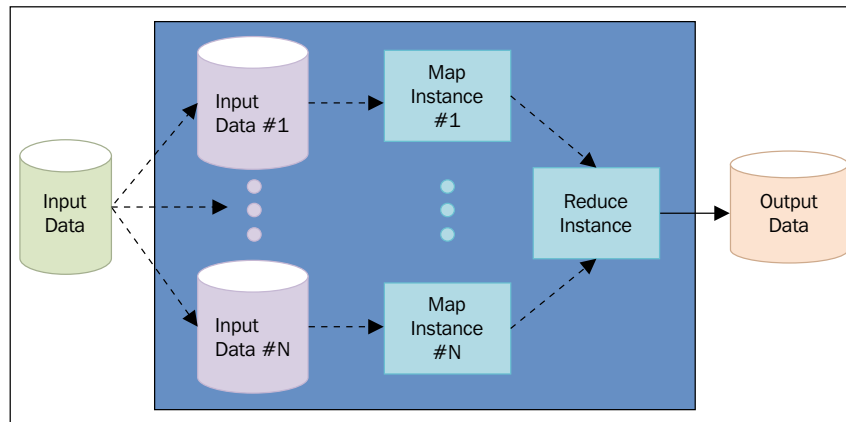 Input
Data
Input
Data #1
Map
Instance
#1
Reduce
Instance
Output
Data
Input
Data #N
Map
Instance
#N